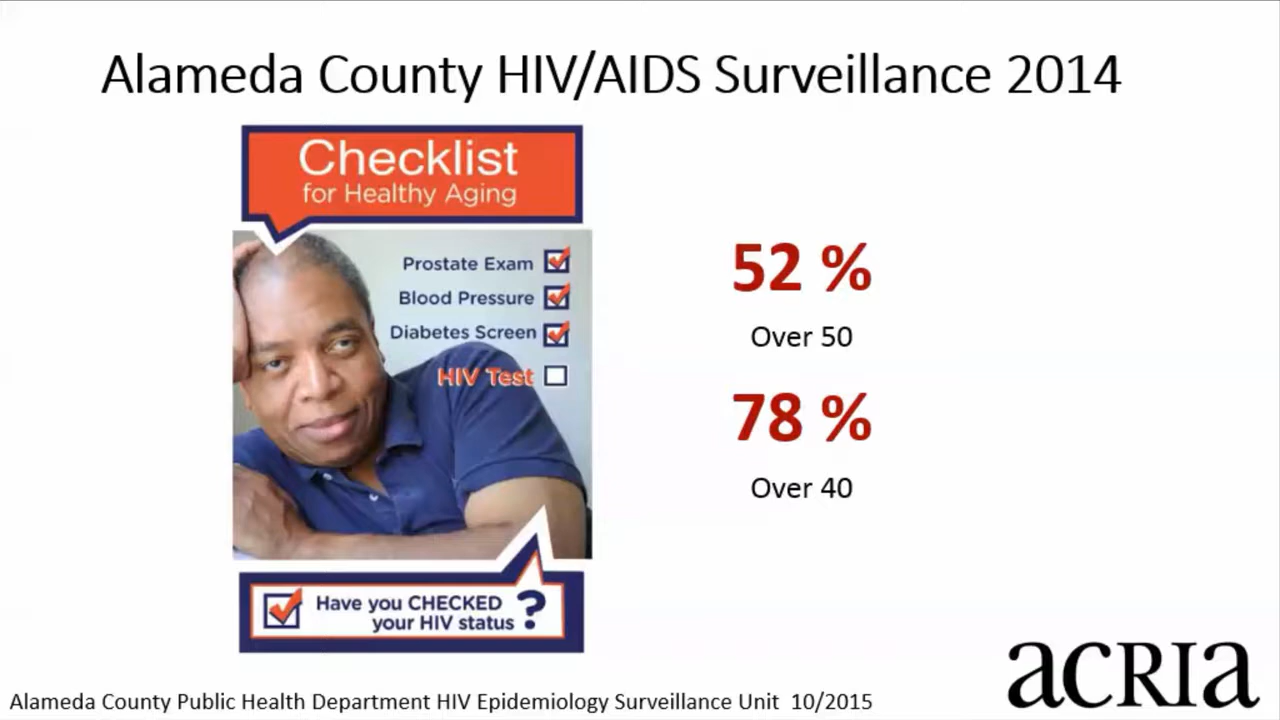 Alameda County HIV/AIDS Surveillance 2014
Checklist
for Healthy Aging
Prostate Exam
Blood Pressure
Diabetes Screen
HIV Test
Have you CHECKED
your HIV status ?
52 %
Over 50
78 %
Over 40
Alameda County Public Health Department HIV Epidemiology Surveillance Unit 10/2015
acria